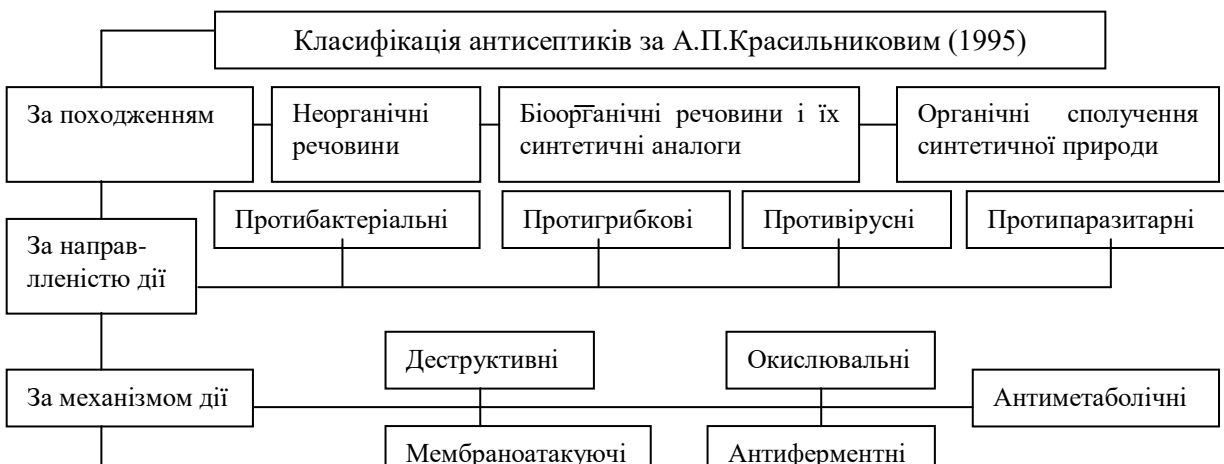 Класифікація антисептиків за А.П.Красильниковим (1995)
За походженням
Неорганічні
речовини
Біоорганічні речовини і їх
синтетичні аналоги
Органічні сполучення
синтетичної природи
За направ-
лленістю дії
Протибактеріальні
Протигрибкові
Противірусні
Протипаразитарні
За механізмом дії
Деструктивні
Окислювальні
Антиметаболічні
Мембраноатакуючі
Антиферментні